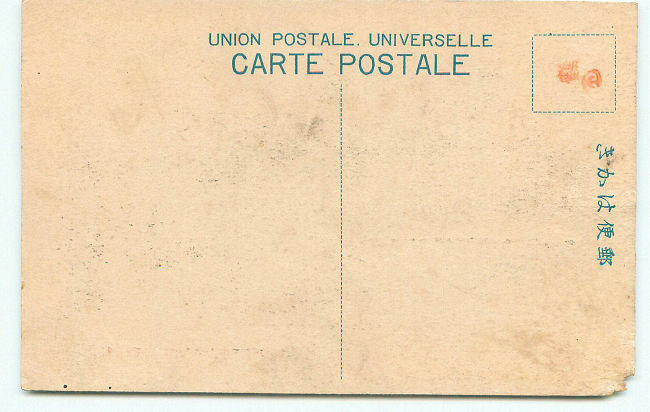 UNION POSTALE. UNIVERSELLE
CARTE POSTALE
郵便はかき